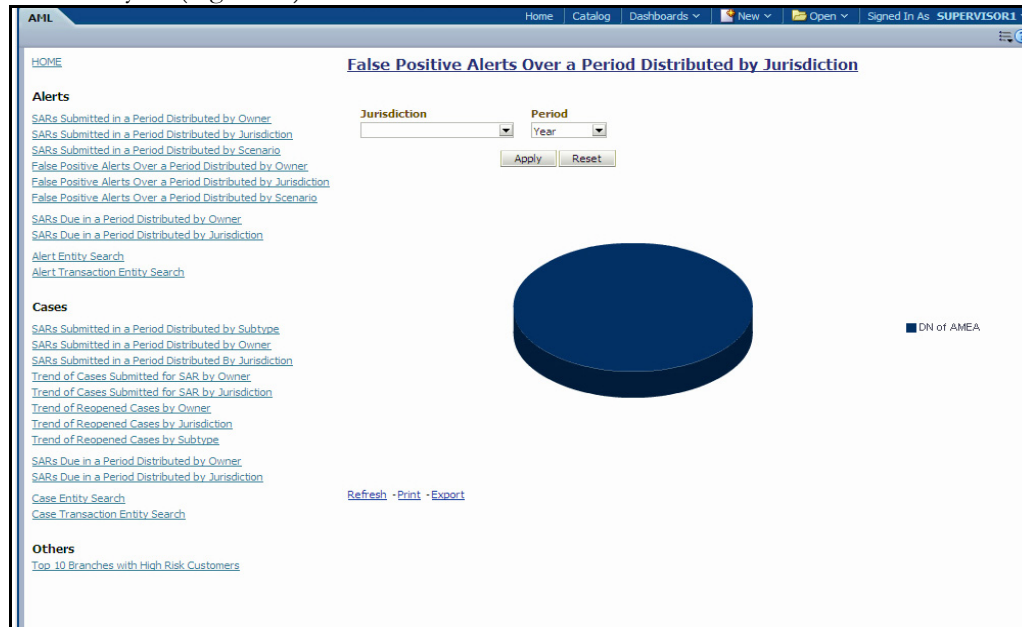 AML
Home Catalog Dashboards New Open Signed In As SUPERVISOR1
HOME
Alerts
SARs Submitted in a Period Distributed by Owner
SARs Submitted in a Period Distributed by Jurisdiction
SARs Submitted in a Period Distributed by Scenario
False Positive Alerts Over a Period Distributed by Owner
False Positive Alerts Over a Period Distributed by Jurisdiction
False Positive Alerts Over a Period Distributed by Scenario
SARs Due in a Period Distributed by Owner
SARs Due in a Period Distributed by Jurisdiction
Alert Entity Search
Alert Transaction Entity Search
Cases
SARs Submitted in a Period Distributed by Subtype
SARs Submitted in a Period Distributed by Owner
SARs Submitted in a Period Distributed By Jurisdiction
Trend of Cases Submitted for SAR by Owner
Trend of Cases Submitted for SAR by Jurisdiction
Trend of Reopened Cases by Owner
Trend of Reopened Cases by Jurisdiction
Trend of Reopened Cases by Subtype
SARs Due in a Period Distributed by Owner
SARs Due in a Period Distributed by Jurisdiction
Case Entity Search
Case Transaction Entity Search
Others
Top 10 Branches with High Risk Customers
False Positive Alerts Over a Period Distributed by Jurisdiction
Jurisdiction Period
Year
Apply Reset
DN of AMEA
Refresh - Print - Export